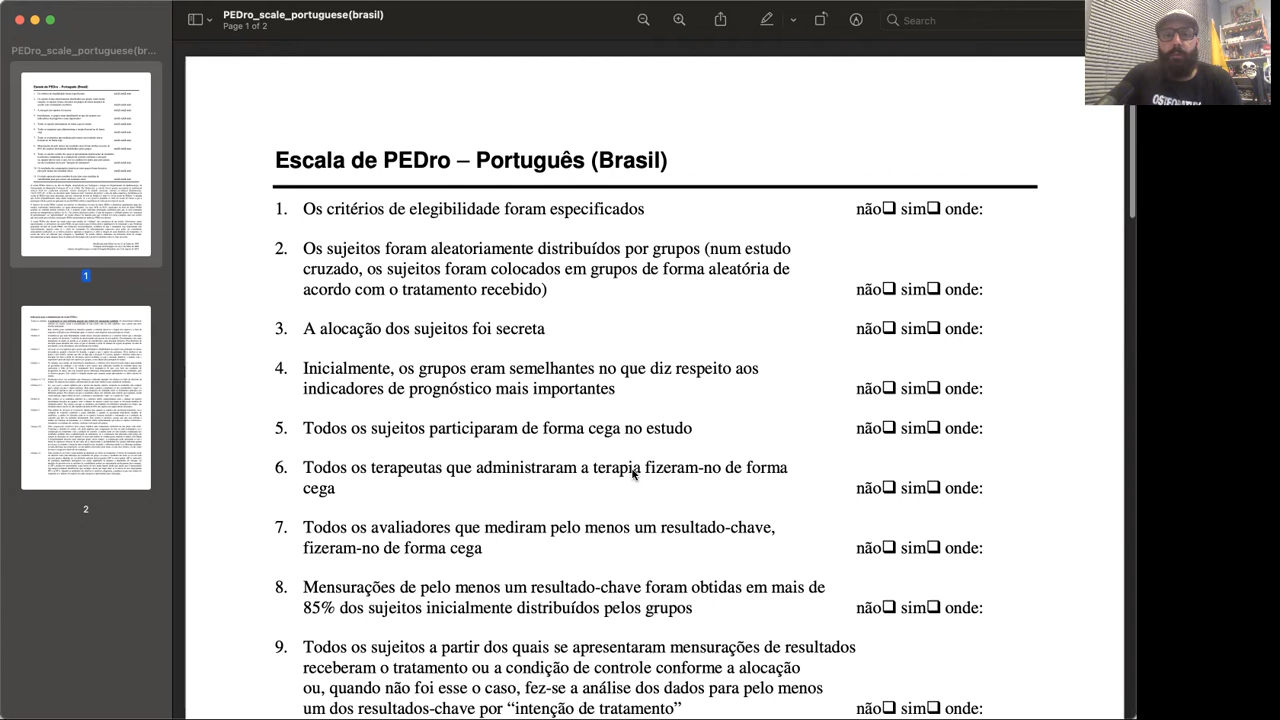 PEDro_scale_portuguese(brasil)
Page 1 of 2
Search
PEDro_scale_portuguese(br...
1
2
Escala de PEDro – Português (Brasil)
Os critérios de elegibilidade foram especificados não❑ sim❑ onde:
2. Os sujeitos foram aleatoriamente distribuídos por grupos (num estudo
cruzado, os sujeitos foram colocados em grupos de forma aleatória de
acordo com o tratamento recebido) não❑ sim❑ onde:
3. A alocação dos sujeitos foi secreta não❑ sim❑ onde:
4. Inicialmente, os grupos eram semelhantes no que diz respeito aos
indicadores de prognóstico mais importantes não❑ sim❑ onde:
5. Todos os sujeitos participaram de forma cega no estudo não❑ sim❑ onde:
6. Todos os terapeutas que administraram a terapia fizeram-no de forma
cega não❑ sim❑ onde:
7. Todos os avaliadores que mediram pelo menos um resultado-chave,
fizeram-no de forma cega não❑ sim❑ onde:
8. Mensurações de pelo menos um resultado-chave foram obtidas em mais de
85% dos sujeitos inicialmente distribuídos pelos grupos não❑ sim❑ onde:
9. Todos os sujeitos a partir dos quais se apresentaram mensurações de resultados
receberam o tratamento ou a condição de controle conforme a alocação
ou, quando não foi esse o caso, fez-se a análise dos dados para pelo menos
um dos resultados-chave por “intenção de tratamento” não❑ sim❑ onde: